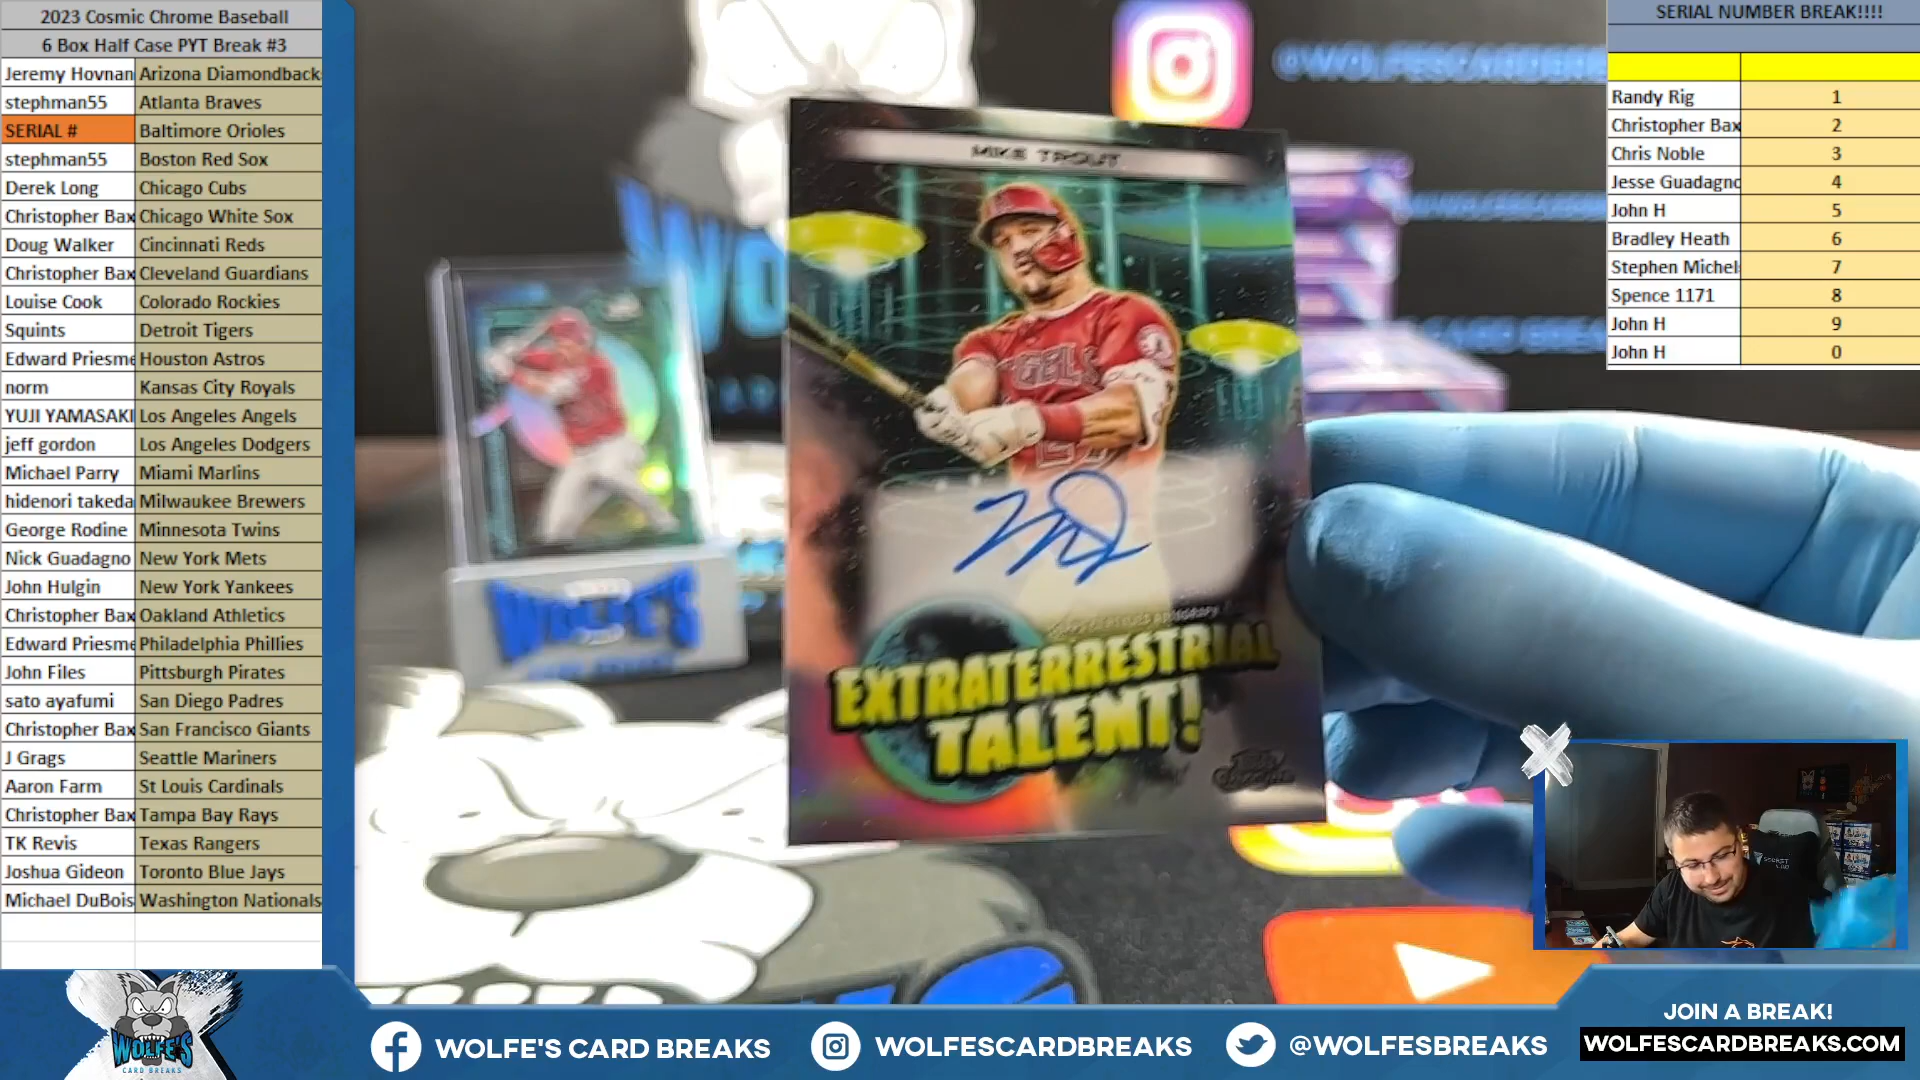 2023 Cosmic Chrome Baseball
6 Box Half Case PYT Break #3
Jeremy Hovnan Arizona Diamondback
stephman55 Atlanta Braves
SERIAL # Baltimore Orioles
stephman55 Boston Red Sox
Derek Long Chicago Cubs
Christopher Bax Chicago White Sox
Doug Walker Cincinnati Reds
Christopher Bax Cleveland Guardians
Louise Cook Colorado Rockies
Squints Detroit Tigers
Edward Priesme Houston Astros
norm Kansas City Royals
YUJI YAMASAKI Los Angeles Angels
jeff gordon Los Angeles Dodgers
Michael Parry Miami Marlins
hidenori takeda Milwaukee Brewers
George Rodine Minnesota Twins
Nick Guadagno New York Mets
John Hulgin New York Yankees
Christopher Bax Oakland Athletics
Edward Priesme Philadelphia Phillies
John Files Pittsburgh Pirates
sato ayafumi San Diego Padres
Christopher Bax San Francisco Giants
J Grags Seattle Mariners
Aaron Farm St Louis Cardinals
Christopher Bax Tampa Bay Rays
TK Revis Texas Rangers
Joshua Gideon Toronto Blue Jays
Michael DuBois Washington Nationals
MIKE TROUT
ANGELS
EXTRATERRESTRIAL
TALENT!
WOLFE'S
SERIAL NUMBER BREAK!!!!
Randy Rig 1
Christopher Bax 2
Chris Noble 3
Jesse Guadagno 4
John H 5
Bradley Heath 6
Stephen Michel 7
Spence 1171 8
John H 9
John H 0
WOLFE'S
CARD BREAKS
WOLFE'S CARD BREAKS
WOLFESCARDBREAKS
@WOLFESBREAKS
JOIN A BREAK!
WOLFESCARDBREAKS.COM